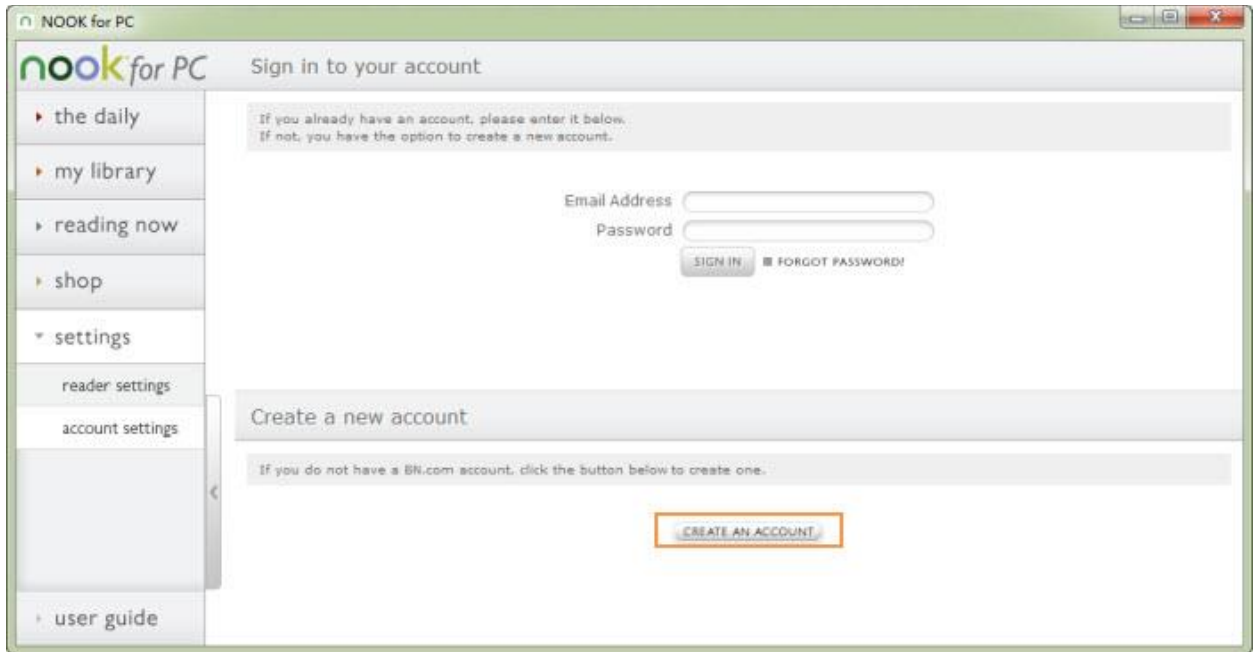 NOOK for PC
nook for PC
Sign in to your account
the daily
my library
reading now
shop
settings
reader settings
account settings
user guide
If you already have an account, please enter it below.
If not, you have the option to create a new account.
Email Address
Password
SIGN IN FORGOT PASSWORD?
Create a new account
If you do not have a BN.com account, click the button below to create one.
CREATE AN ACCOUNT